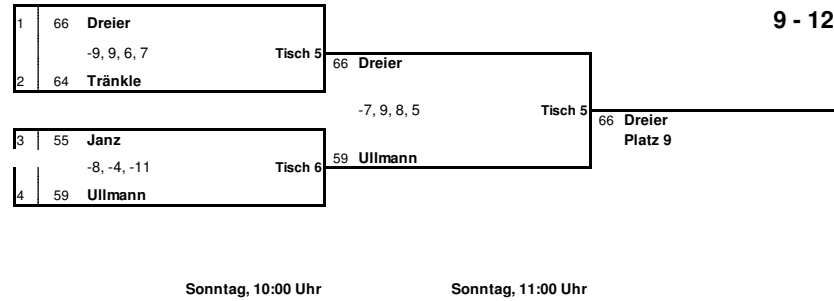 9 - 12
1 66 Dreier
-9, 9, 6, 7 Tisch 5
2 64 Tränkle
66 Dreier
-7, 9, 8, 5 Tisch 5
59 Ullmann
66 Dreier
Platz 9
3 55 Janz
-8, -4, -11 Tisch 6
4 59 Ullmann
Sonntag, 10:00 Uhr Sonntag, 11:00 Uhr